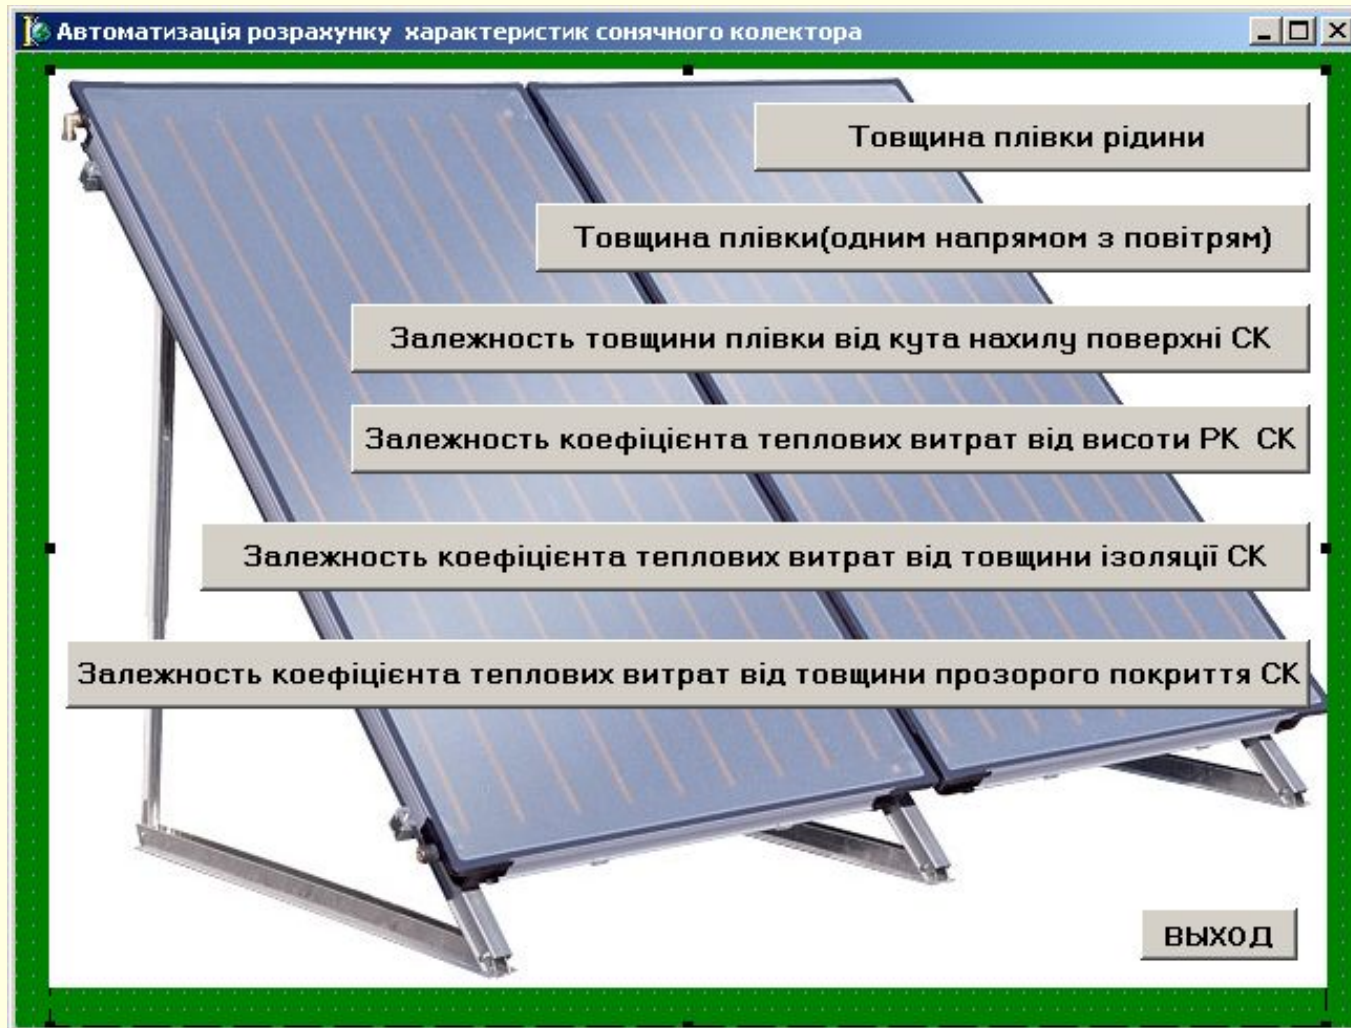 Автоматизація розрахунку характеристик сонячного колектора
Товщина плівки рідини
Товщина плівки(одним напрямом з повітрям)
Залежность товщини плівки від кута нахилу поверхні СК
Залежность коефіцієнта теплових витрат від висоти РК СК
Залежность коефіцієнта теплових витрат від товщини ізоляції СК
Залежность коефіцієнта теплових витрат від товщини прозорого покриття СК
ВЫХОД